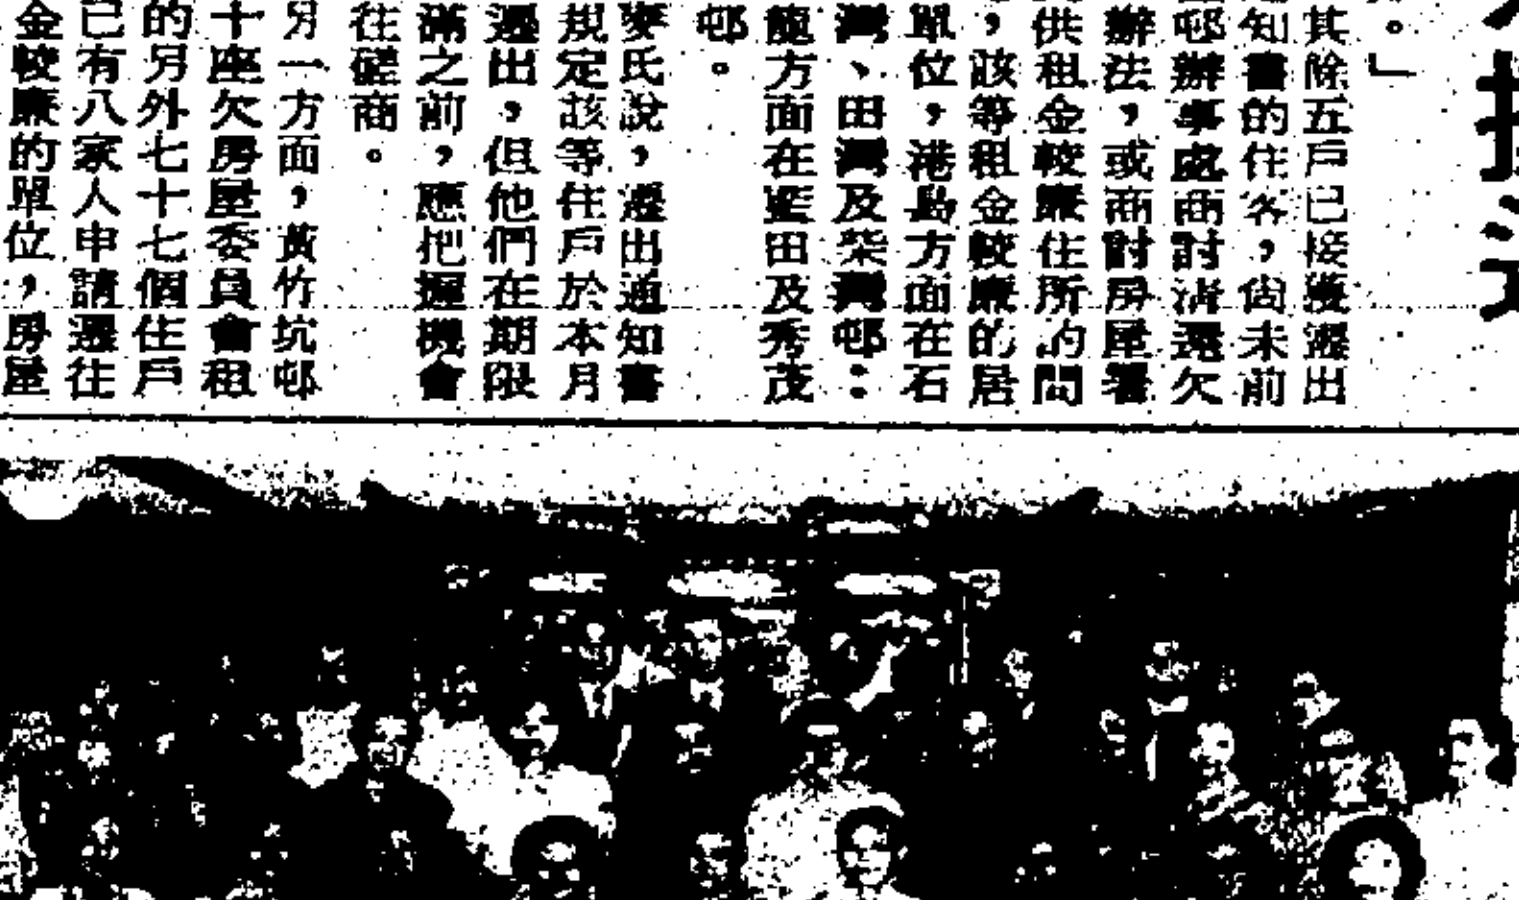 。」
其除五戶已接獲遷出
知書的住客，尙未前
邨辦事處商討淸還欠
辦法，或商討房屋署
供租金較廉住所的問
，該等租金較廉的居
單位，港島方面在石
灣、田灣及柴灣邨：
龍方面在藍田及秀茂
邨。
麥氏說，遷出通知書
規定該等住戶於本月
遷出，但他們在期限
滿之前，應把握機會
往磋商。
另一方面，黃竹坑邨
十座欠房屋委員會租
的另外七十七個住戶
已有八家人申請遷往
金較廉的單位，房屋